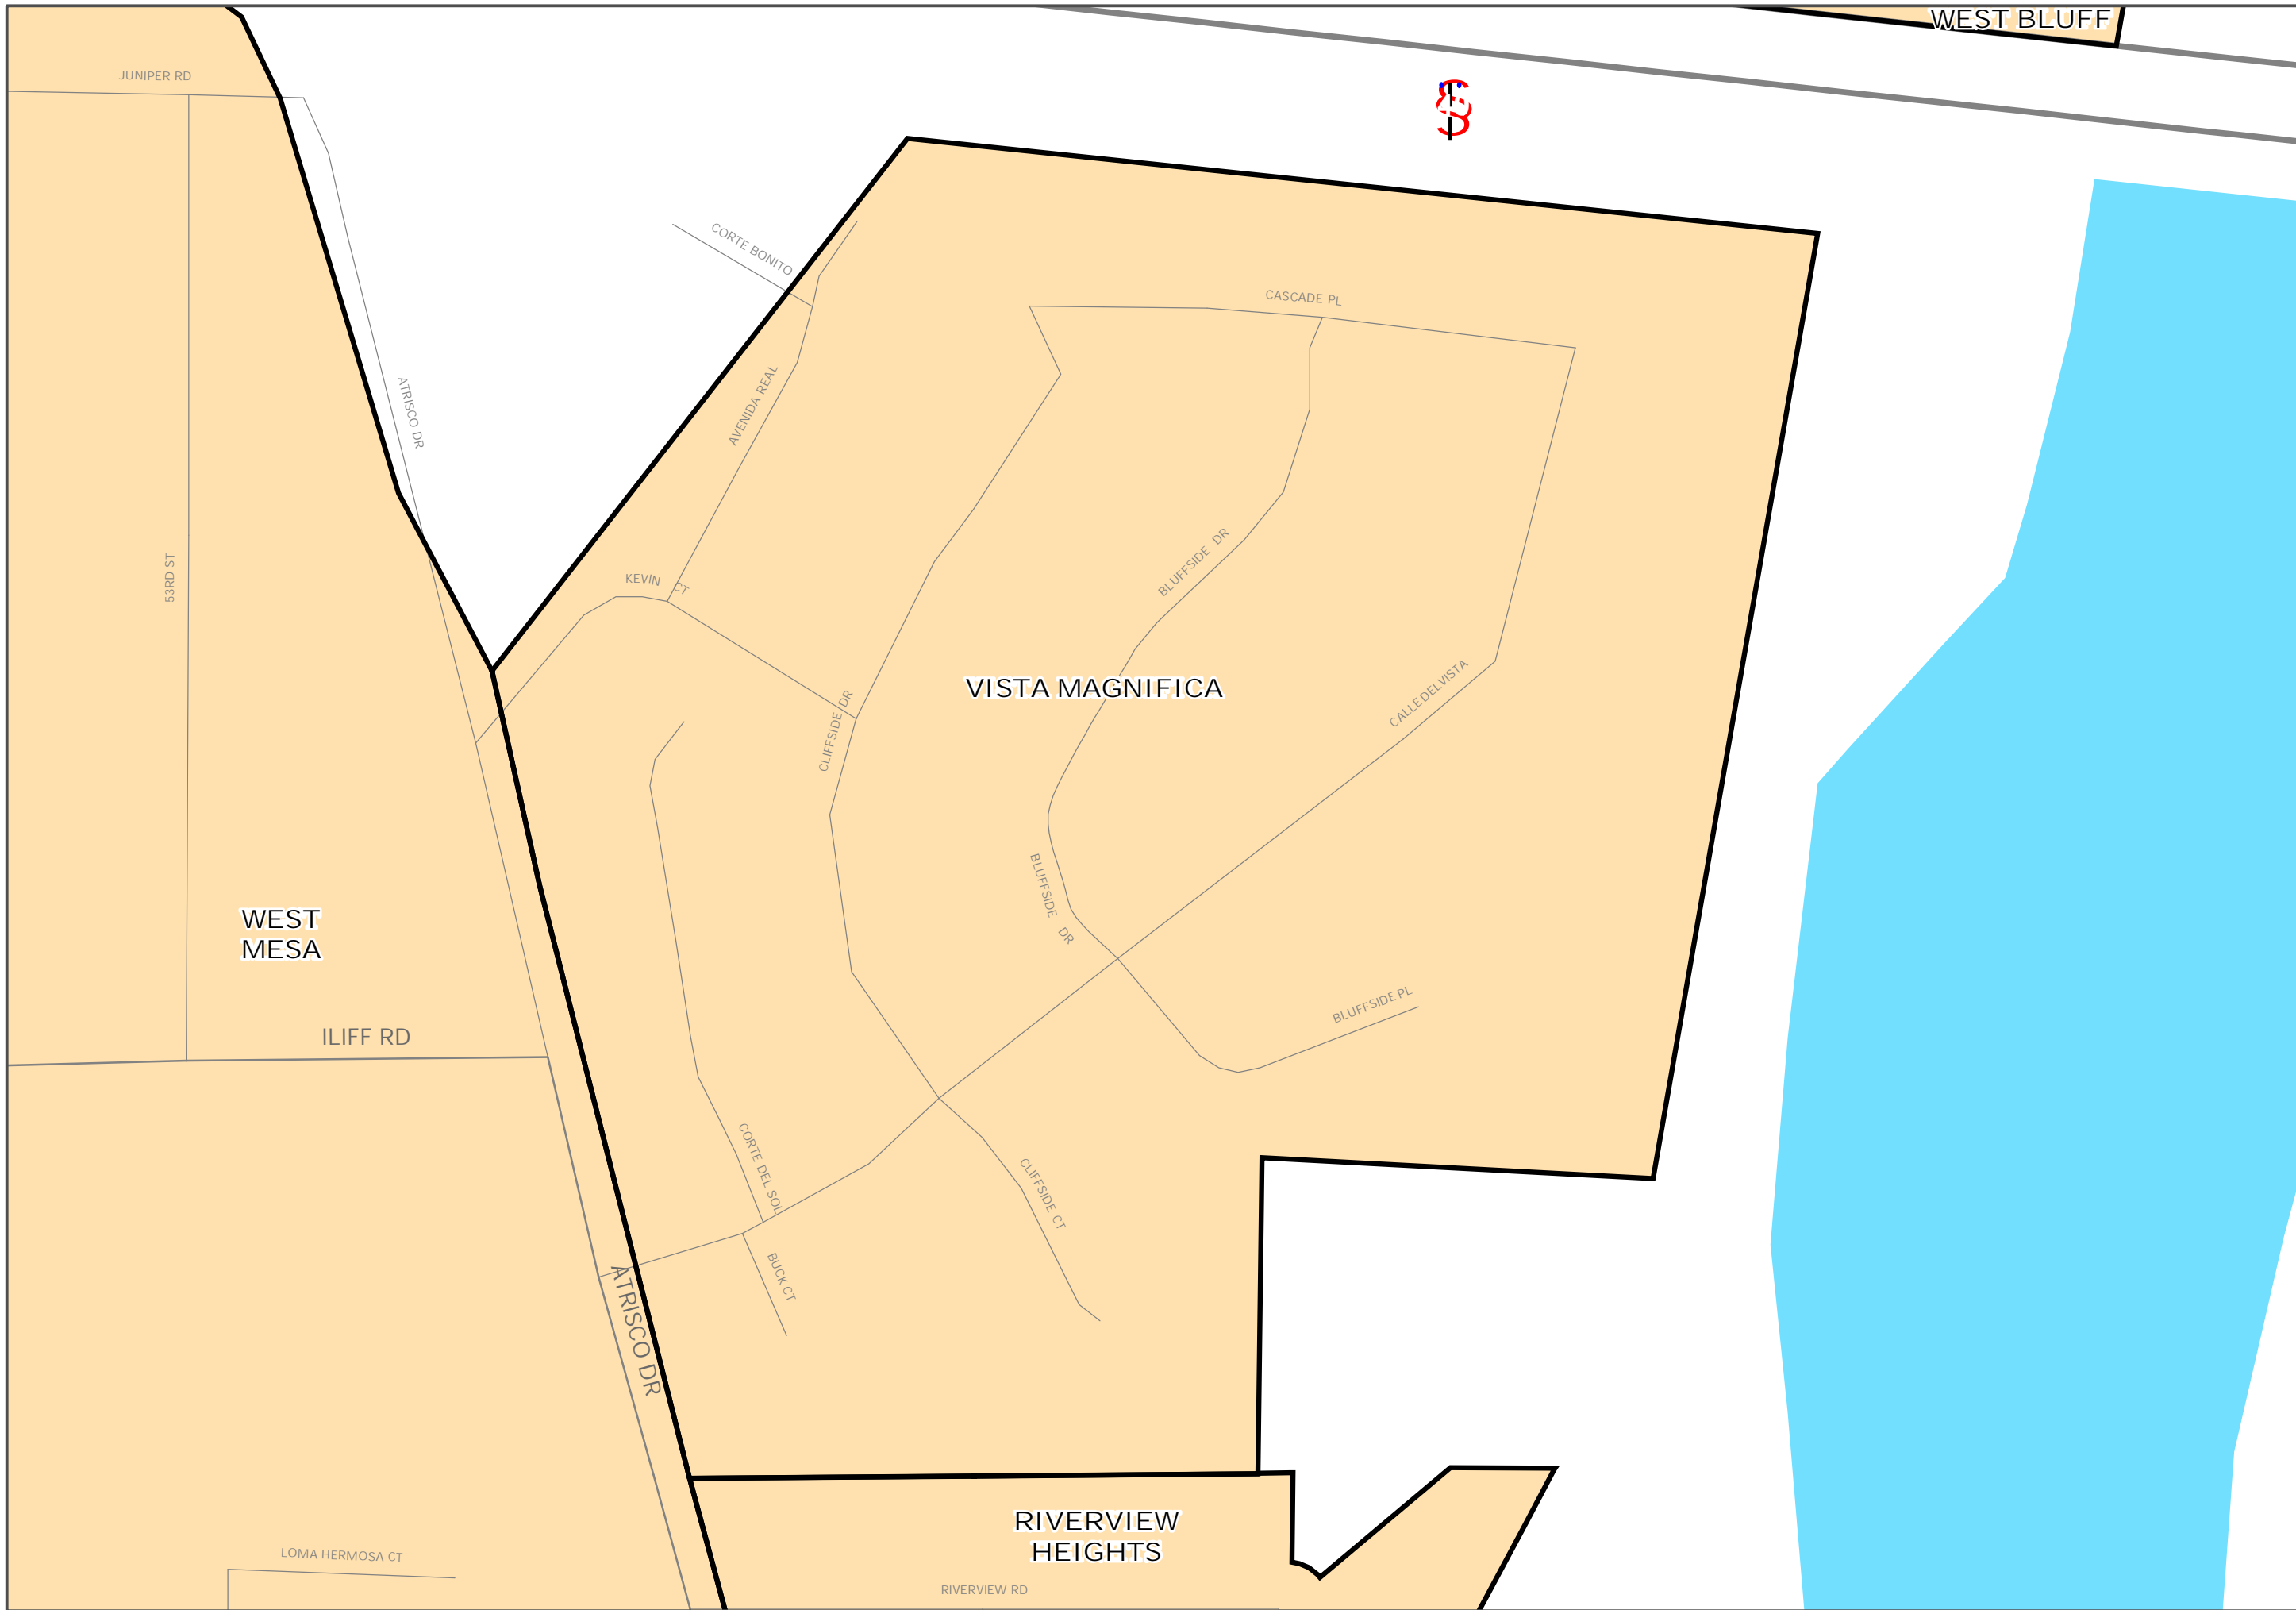 WEST BLUFF
JUNIPER RD
CORTE BONITO
CASCADE PL
ATRISCO DR
AVENIDA REAL
53RD ST
KEVIN CT
BLUFFSIDE DR
VISTA MAGNIFICA
CLIFFSIDE DR
CALLE DEL VISTA
BLUFFSIDE DR
WEST
MESA
BLUFFSIDE PL
ILIFF RD
CORTE DEL SOL
CLIFFSIDE CT
BUCK CT
ATRISCO DR
RIVERVIEW
HEIGHTS
LOMA HERMOSA CT
RIVERVIEW RD